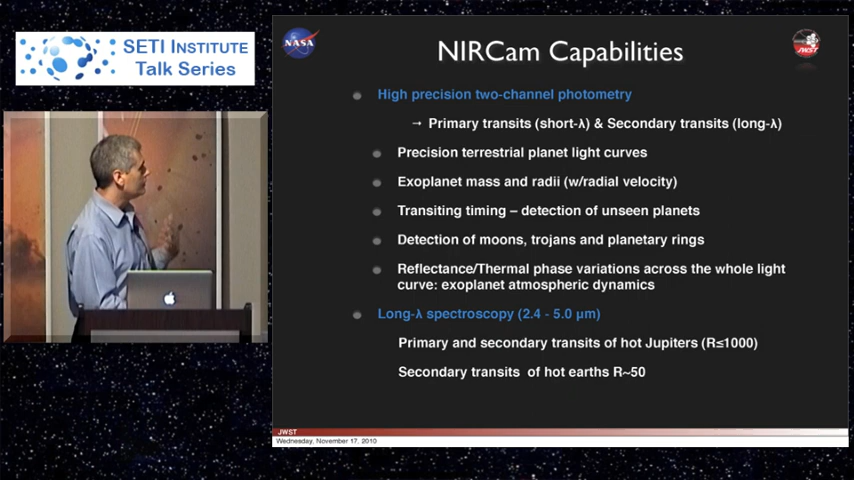 SETI INSTITUTE
Talk Series
NASA
NIRCam Capabilities
JWST
High precision two-channel photometry
→ Primary transits (short-λ) & Secondary transits (long-λ)
Precision terrestrial planet light curves
Exoplanet mass and radii (w/radial velocity)
Transiting timing – detection of unseen planets
Detection of moons, trojans and planetary rings
Reflectance/Thermal phase variations across the whole light
curve: exoplanet atmospheric dynamics
Long-λ spectroscopy (2.4 - 5.0 µm)
Primary and secondary transits of hot Jupiters (R≤1000)
Secondary transits of hot earths R~50
JWST
Wednesday, November 17, 2010